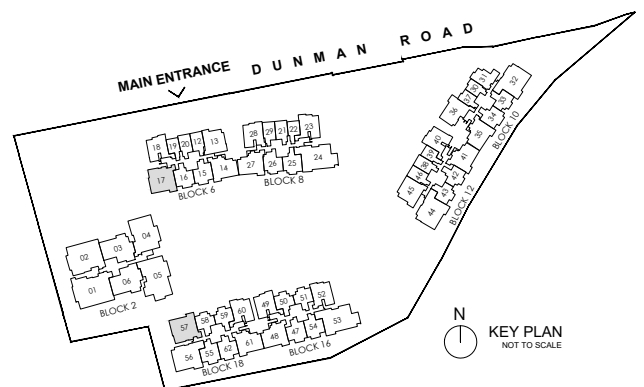 DUNMAN ROAD
MAIN ENTRANCE
18 19 20 12 13
17 16 15 14
BLOCK 6
28 29 21 22 23
27 26 25 24
BLOCK 8
31 32
30
37 33
36 34
35
BLOCK 10
40
39 41
38
46 42
45 43
44
BLOCK 12
02 03 04
01 06 05
BLOCK 2
57 58 59 60
56 55 62 61
BLOCK 18
49 50 51 52
48 47 54 53
BLOCK 16
N
KEY PLAN
NOT TO SCALE